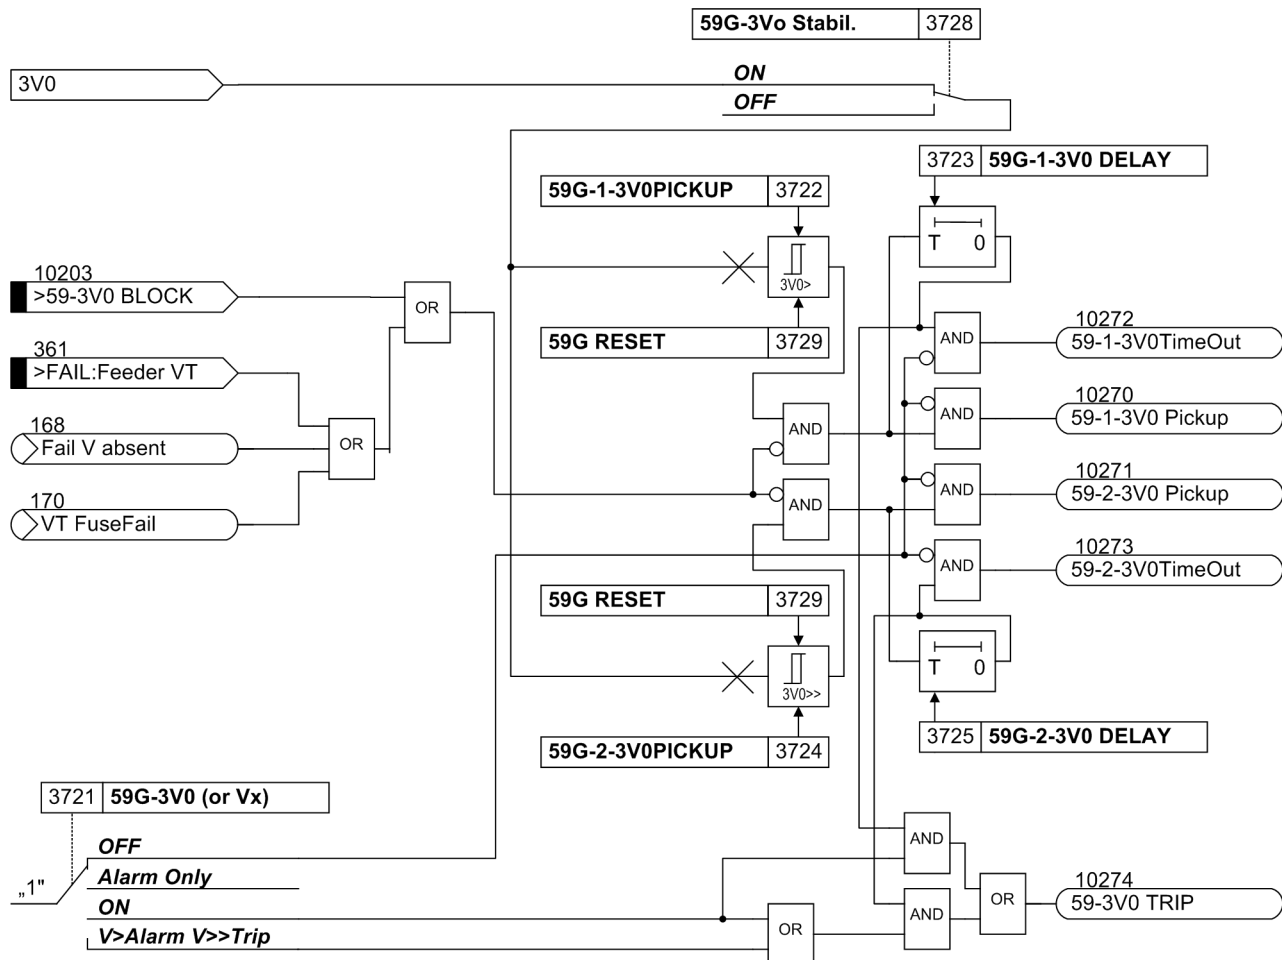 59G-3Vo Stabil. 3728
3V0
ON
OFF
3723 59G-1-3V0 DELAY
59G-1-3V0PICKUP 3722
T 0
3V0>
10203
>59-3V0 BLOCK
OR
59G RESET 3729
AND
10272
59-1-3V0TimeOut
361
>FAIL:Feeder VT
10270
59-1-3V0 Pickup
AND
AND
168
Fail V absent
OR
10271
59-2-3V0 Pickup
AND
AND
170
VT FuseFail
10273
59-2-3V0TimeOut
AND
59G RESET 3729
T 0
3V0>>
59G-2-3V0PICKUP 3724
3725 59G-2-3V0 DELAY
3721 59G-3V0 (or Vx)
OFF
AND
„1"
Alarm Only
10274
59-3V0 TRIP
OR
ON
AND
OR
V>Alarm V>>Trip